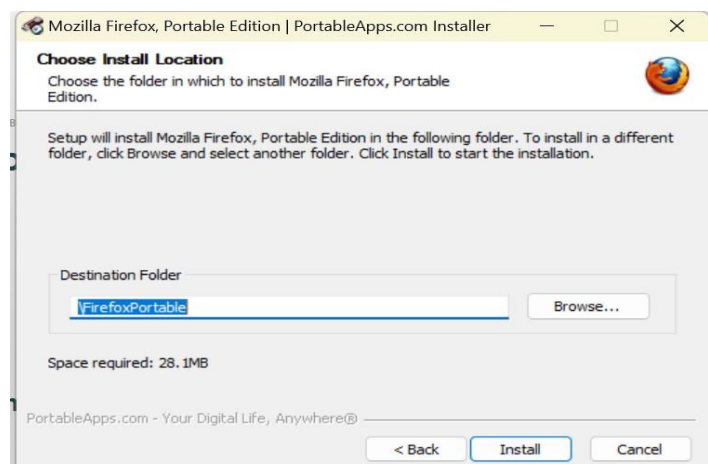 Mozilla Firefox, Portable Edition | PortableApps.com Installer
Choose Install Location
Choose the folder in which to install Mozilla Firefox, Portable
Edition.
Setup will install Mozilla Firefox, Portable Edition in the following folder. To install in a different
folder, click Browse and select another folder. Click Install to start the installation.
Destination Folder
\FirefoxPortable
Browse...
Space required: 28.1MB
PortableApps.com - Your Digital Life, Anywhere®
< Back
Install
Cancel